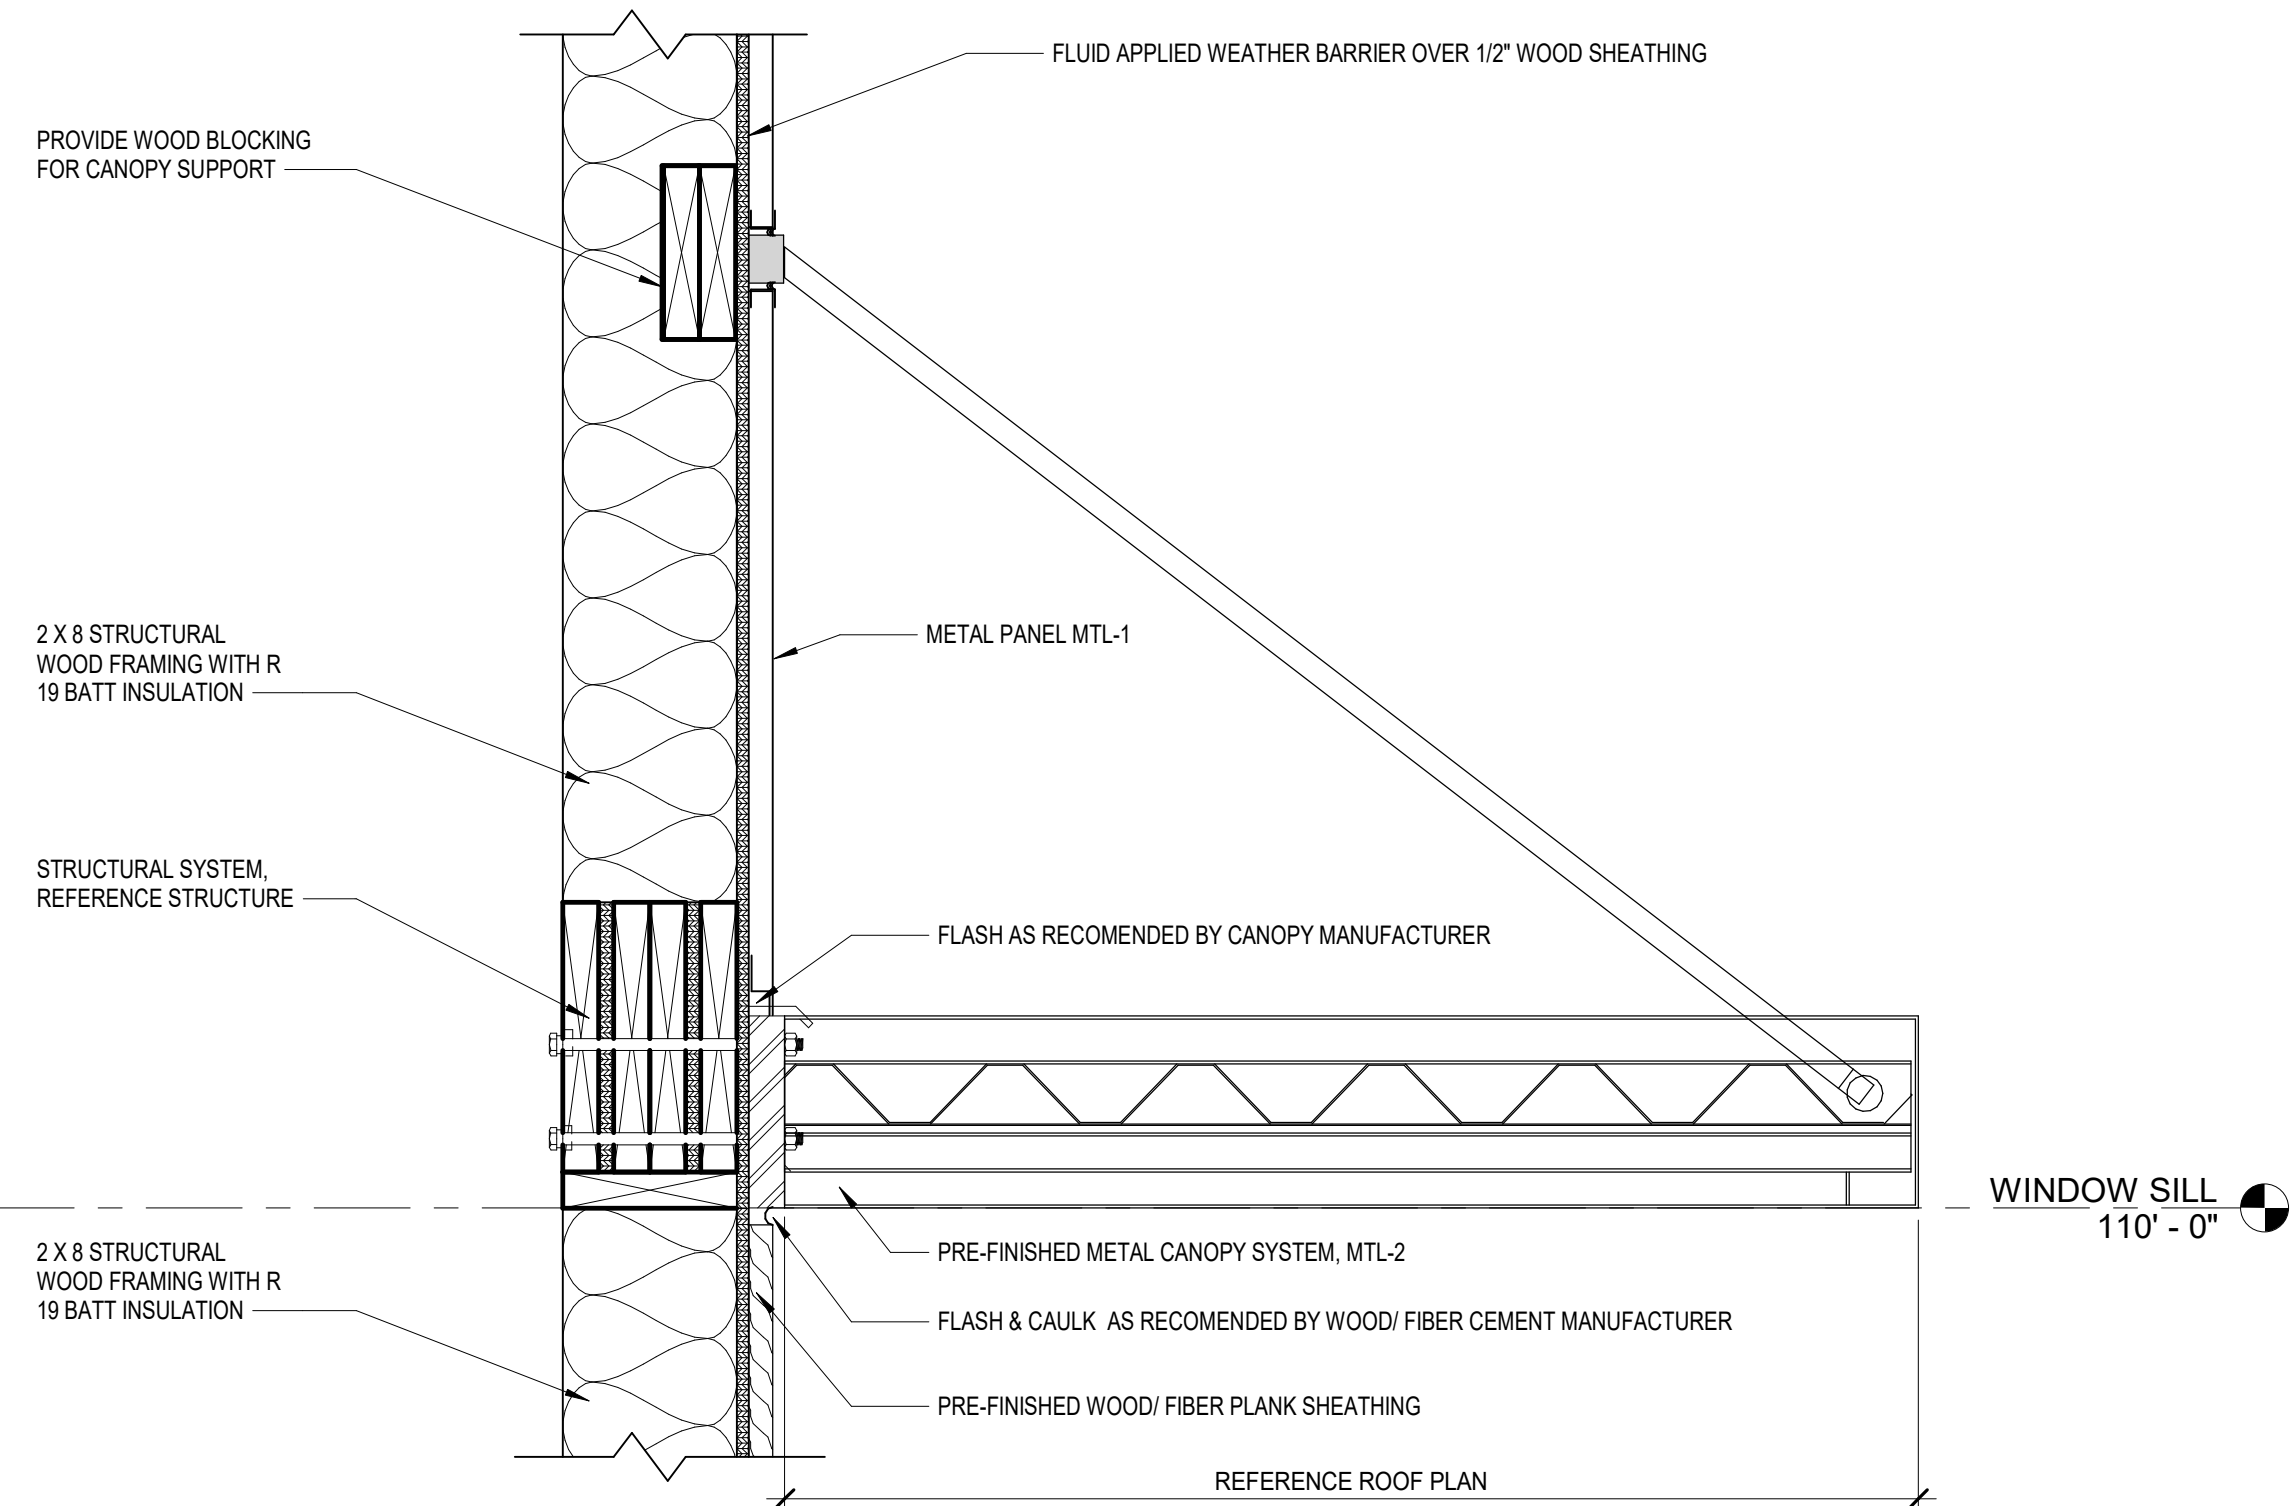 FLUID APPLIED WEATHER BARRIER OVER 1/2" WOOD SHEATHING
PROVIDE WOOD BLOCKING
FOR CANOPY SUPPORT
2 X 8 STRUCTURAL
WOOD FRAMING WITH R
19 BATT INSULATION
METAL PANEL MTL-1
STRUCTURAL SYSTEM,
REFERENCE STRUCTURE
FLASH AS RECOMENDED BY CANOPY MANUFACTURER
WINDOW SILL
110' - 0"
2 X 8 STRUCTURAL
WOOD FRAMING WITH R
19 BATT INSULATION
PRE-FINISHED METAL CANOPY SYSTEM, MTL-2
FLASH & CAULK AS RECOMENDED BY WOOD/ FIBER CEMENT MANUFACTURER
PRE-FINISHED WOOD/ FIBER PLANK SHEATHING
REFERENCE ROOF PLAN